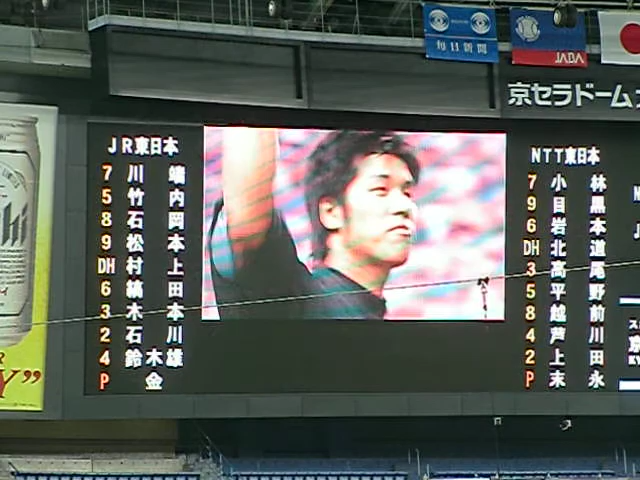 毎日新聞
JABA
京セラドーム
JR東日本
7 川端
5 竹内
8 石岡
9 松本
DH 村上
6 縞田
3 木本
2 石川
4 鈴木雄
P 金
NTT東日本
7 小林
9 目黒
6 岩本
DH 北道
3 高尾
5 平野
8 越前
4 芦川
2 上田
P 末永
Y”